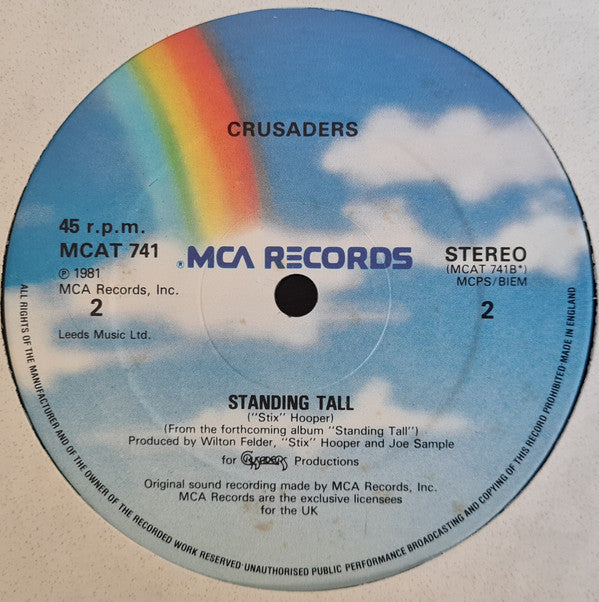 CRUSADERS
45 r.p.m.
MCAT 741
℗ 1981
MCA Records, Inc.
2
Leeds Music Ltd.
®MCA RECORDS
STEREO
(MCAT 741B*)
MCPS/BIEM
2
STANDING TALL
("Stix" Hooper)
(From the forthcoming album "Standing Tall")
Produced by Wilton Felder, "Stix" Hooper and Joe Sample
for Crusaders Productions
Original sound recording made by MCA Records, Inc.
MCA Records are the exclusive licensees
for the UK
ALL RIGHTS OF THE MANUFACTURER AND OF THE OWNER OF THE RECORDED WORK RESERVED·UNAUTHORISED PUBLIC PERFORMANCE BROADCASTING AND COPYING OF THIS RECORD PROHIBITED·MADE IN ENGLAND